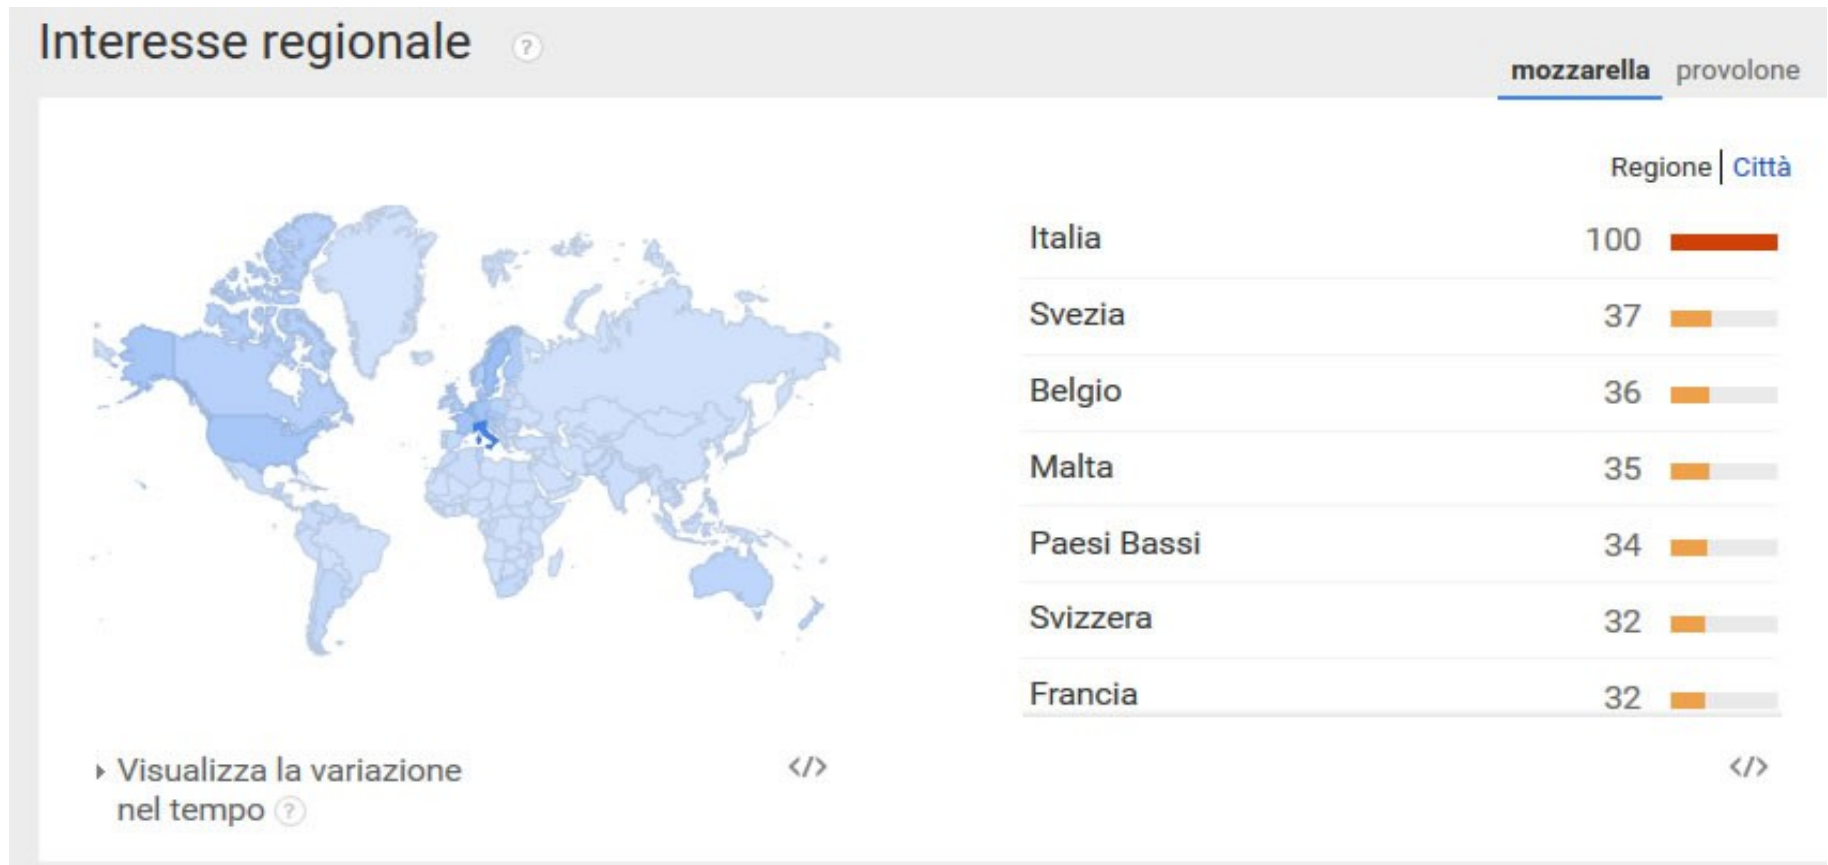 Interesse regionale ?
mozzarella provolone
Regione | Città
Italia 100
Svezia 37
Belgio 36
Malta 35
Paesi Bassi 34
Svizzera 32
Francia 32
Visualizza la variazione
nel tempo ?
</> </>